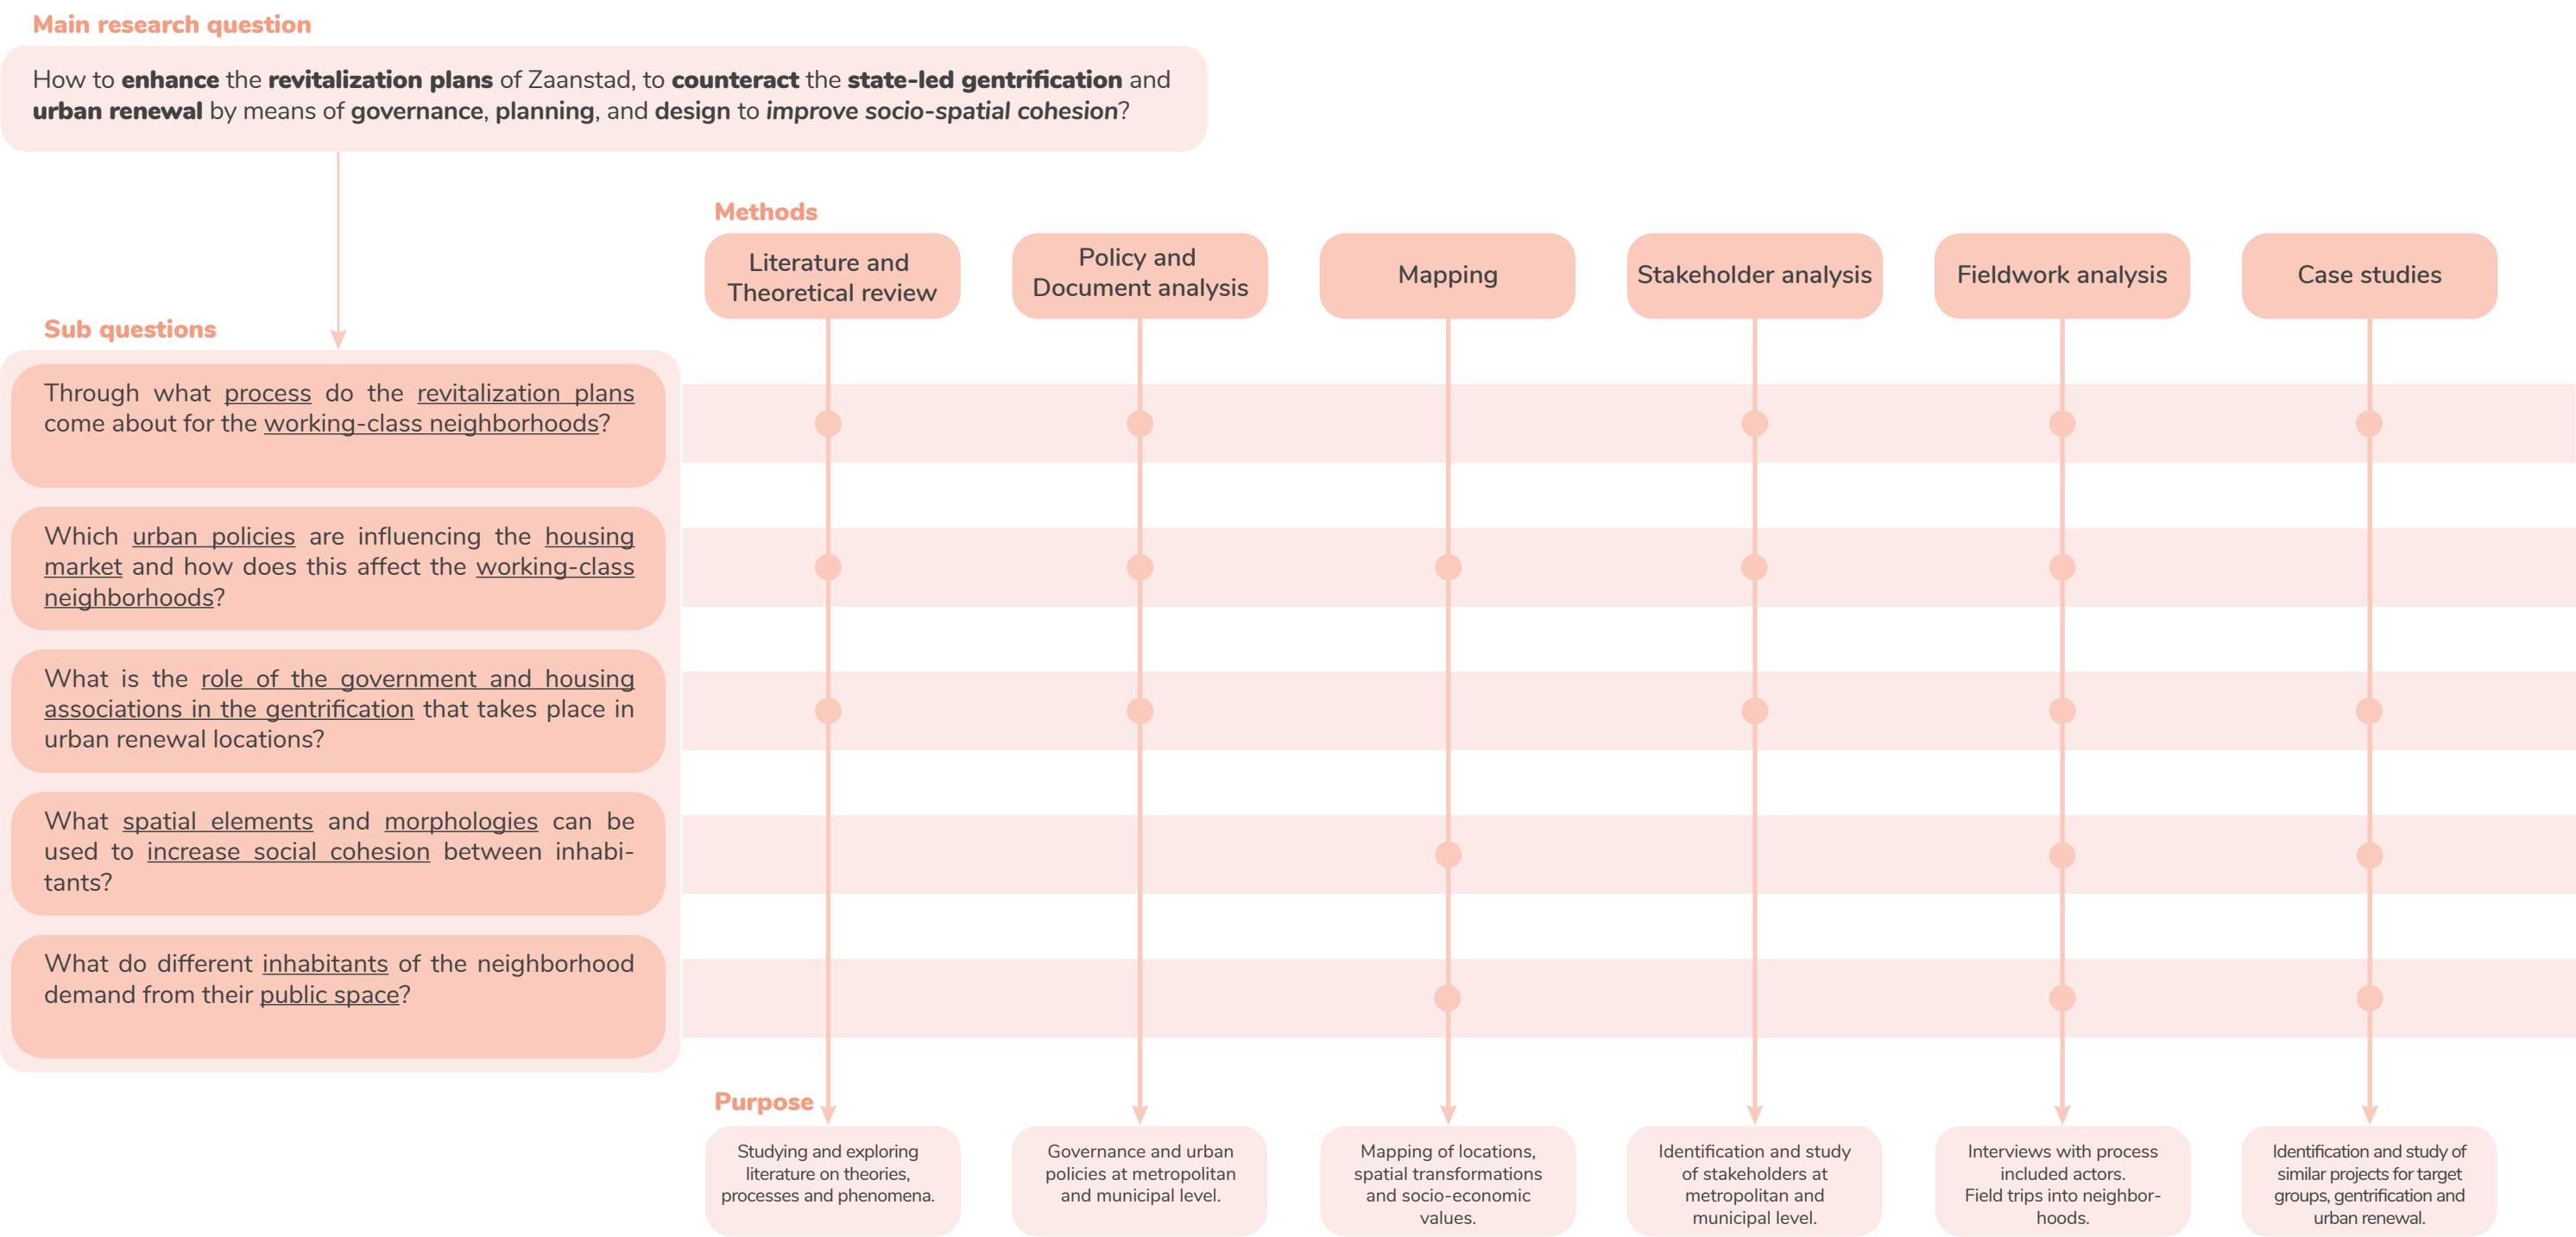 Main research question
How to enhance the revitalization plans of Zaanstad, to counteract the state-led gentrification and
urban renewal by means of governance, planning, and design to improve socio-spatial cohesion?
Methods
Literature and
Theoretical review
Policy and
Document analysis
Mapping
Stakeholder analysis
Fieldwork analysis
Case studies
Sub questions
Through what process do the revitalization plans
come about for the working-class neighborhoods?
Which urban policies are influencing the housing
market and how does this affect the working-class
neighborhoods?
What is the role of the government and housing
associations in the gentrification that takes place in
urban renewal locations?
What spatial elements and morphologies can be
used to increase social cohesion between inhabi-
tants?
What do different inhabitants of the neighborhood
demand from their public space?
Purpose
Studying and exploring
literature on theories,
processes and phenomena.
Governance and urban
policies at metropolitan
and municipal level.
Mapping of locations,
spatial transformations
and socio-economic
values.
Identification and study
of stakeholders at
metropolitan and
municipal level.
Interviews with process
included actors.
Field trips into neighbor-
hoods.
Identification and study of
similar projects for target
groups, gentrification and
urban renewal.